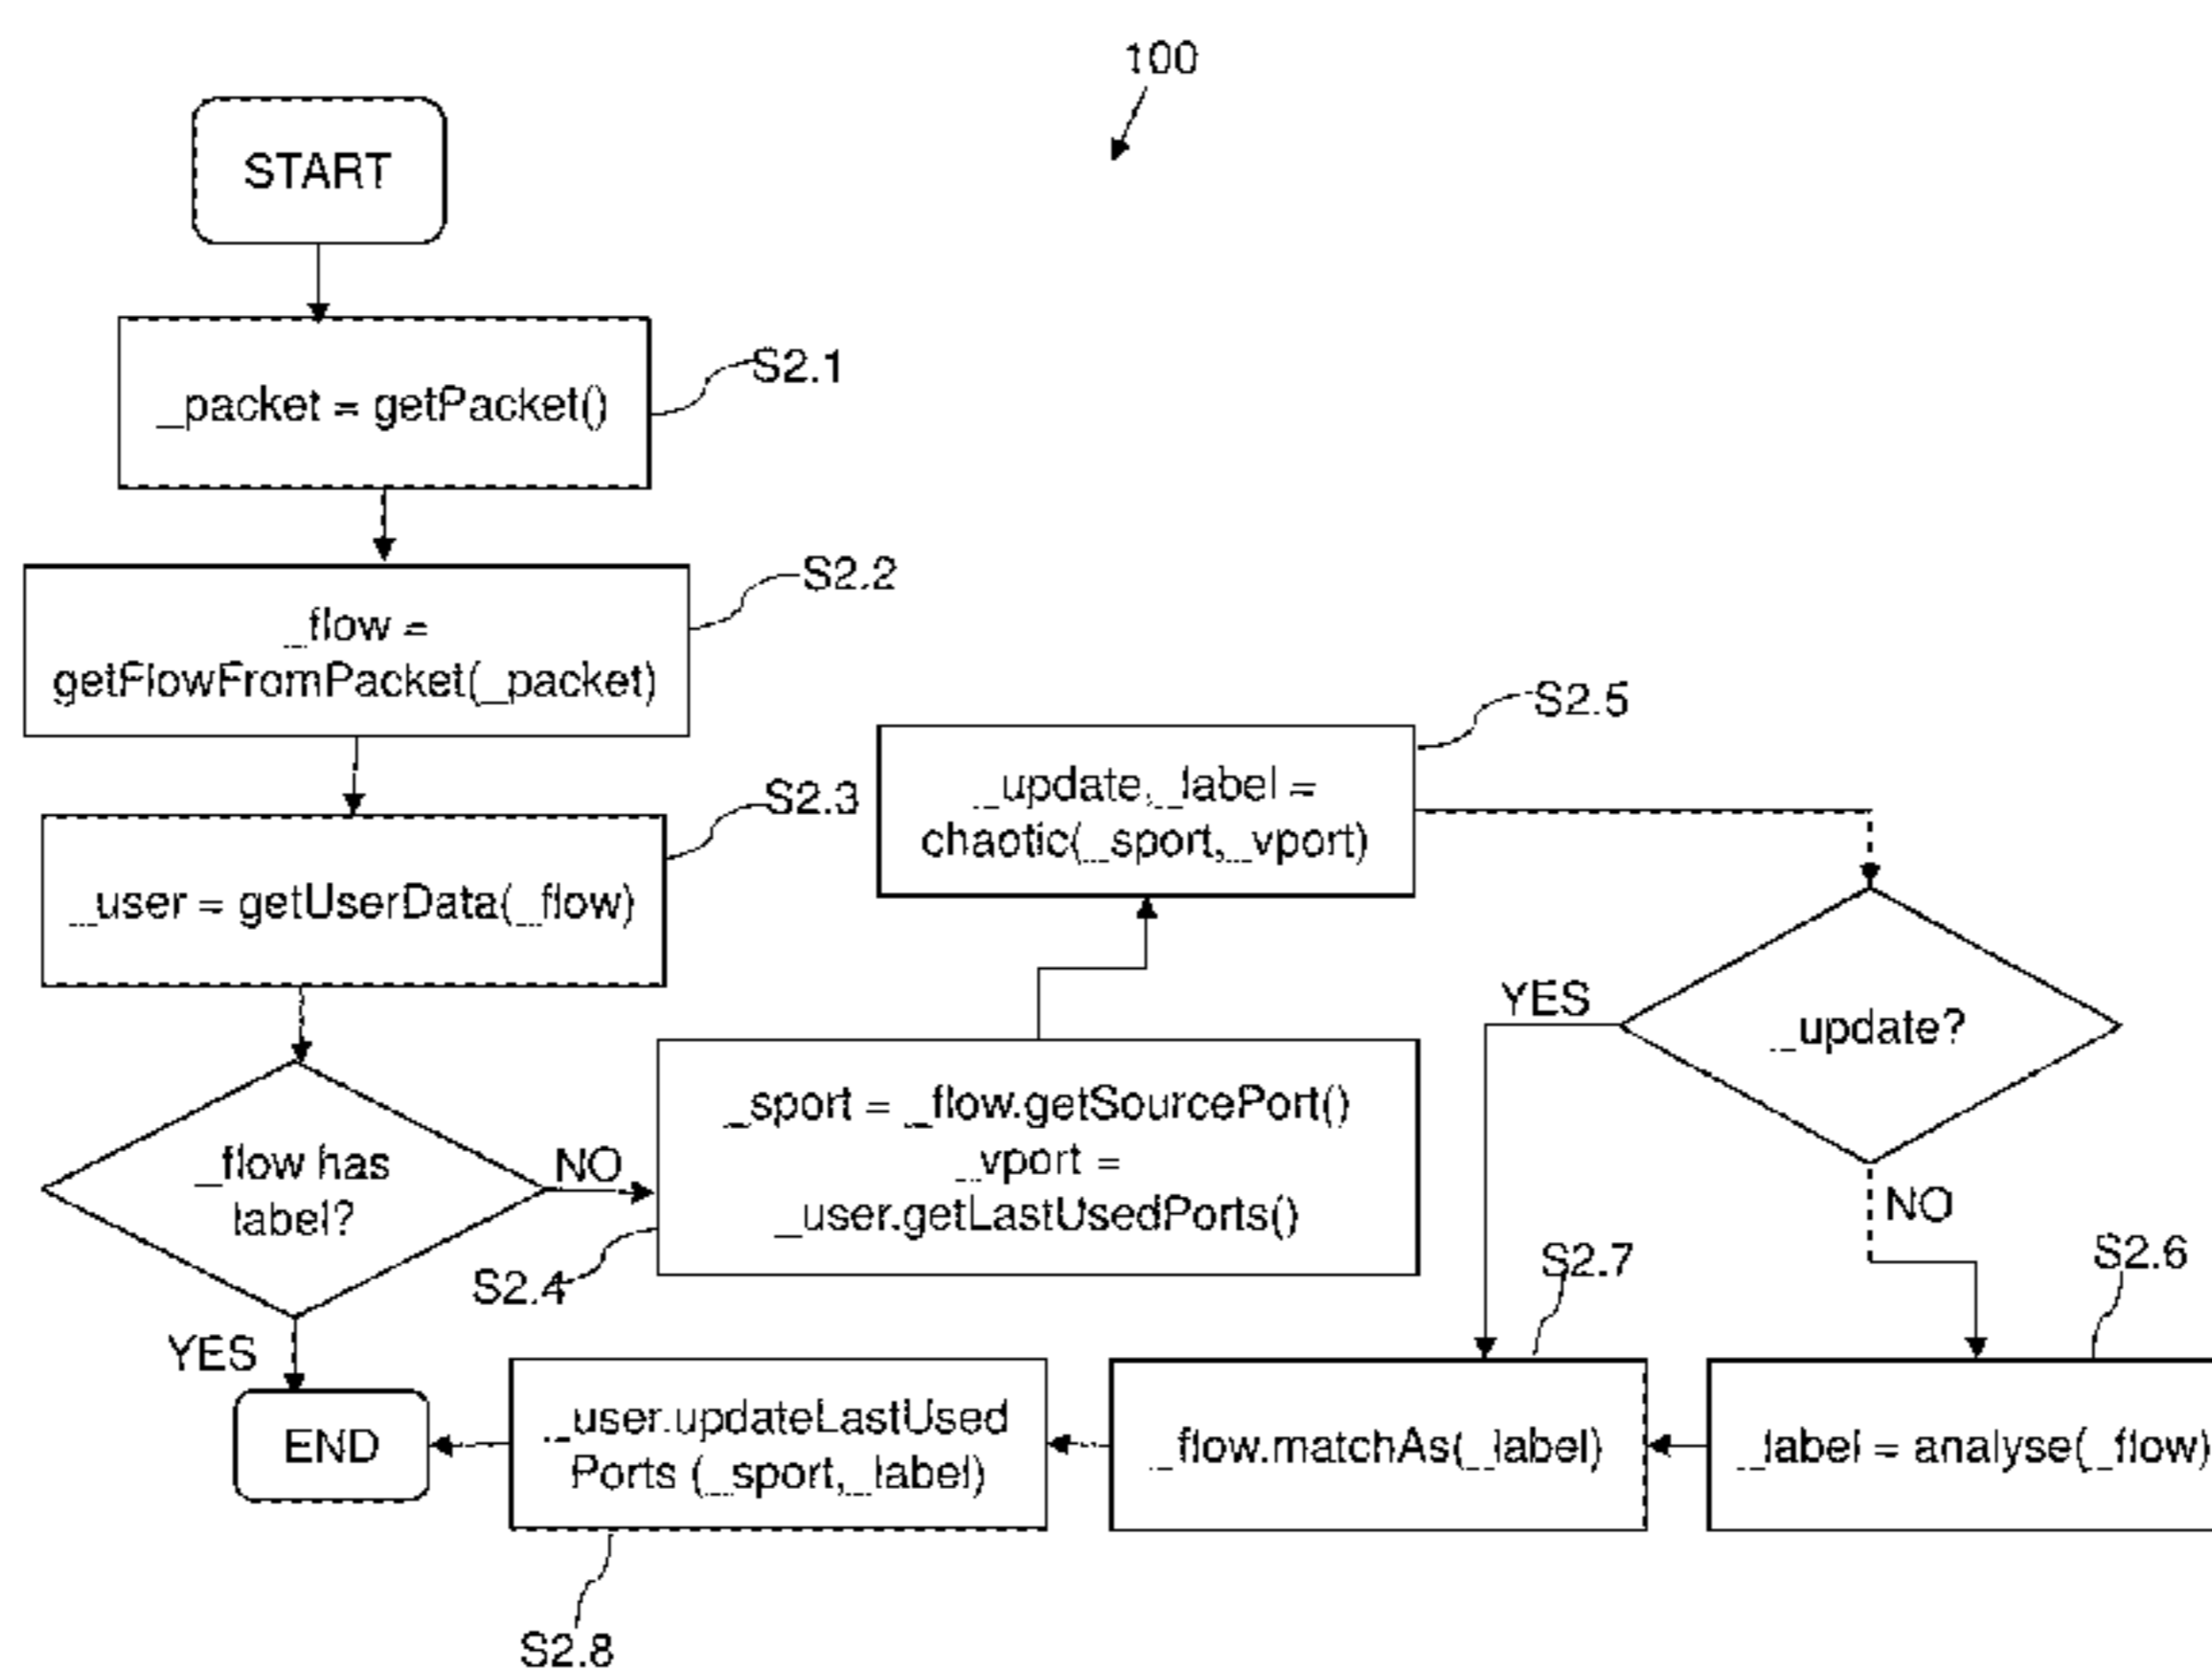 100
START
_packet = getPacket()
S2.1
_flow =
getFlowFromPacket(_packet)
S2.2
_user = getUserData(_flow)
S2.3
_flow has
label?
NO
YES
_sport = _flow.getSourcePort()
_vport =
_user.getLastUsedPorts()
S2.4
_update,_label =
chaotic(_sport,_vport)
S2.5
_update?
YES
NO
_label = analyse(_flow)
S2.6
_flow.matchAs(_label)
S2.7
_user.updateLastUsed
Ports (_sport,_label)
S2.8
END